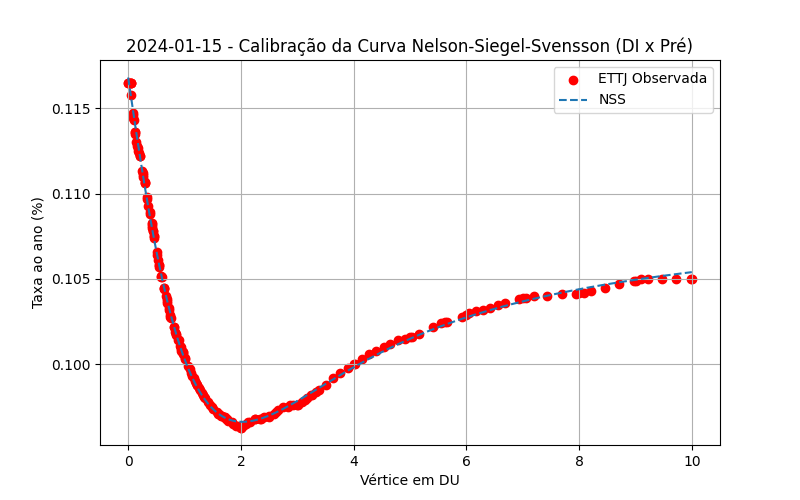 2024-01-15 - Calibração da Curva Nelson-Siegel-Svensson (DI x Pré)
ETTJ Observada
NSS
Taxa ao ano (%)
0.115
0.110
0.105
0.100
0 2 4 6 8 10
Vértice em DU